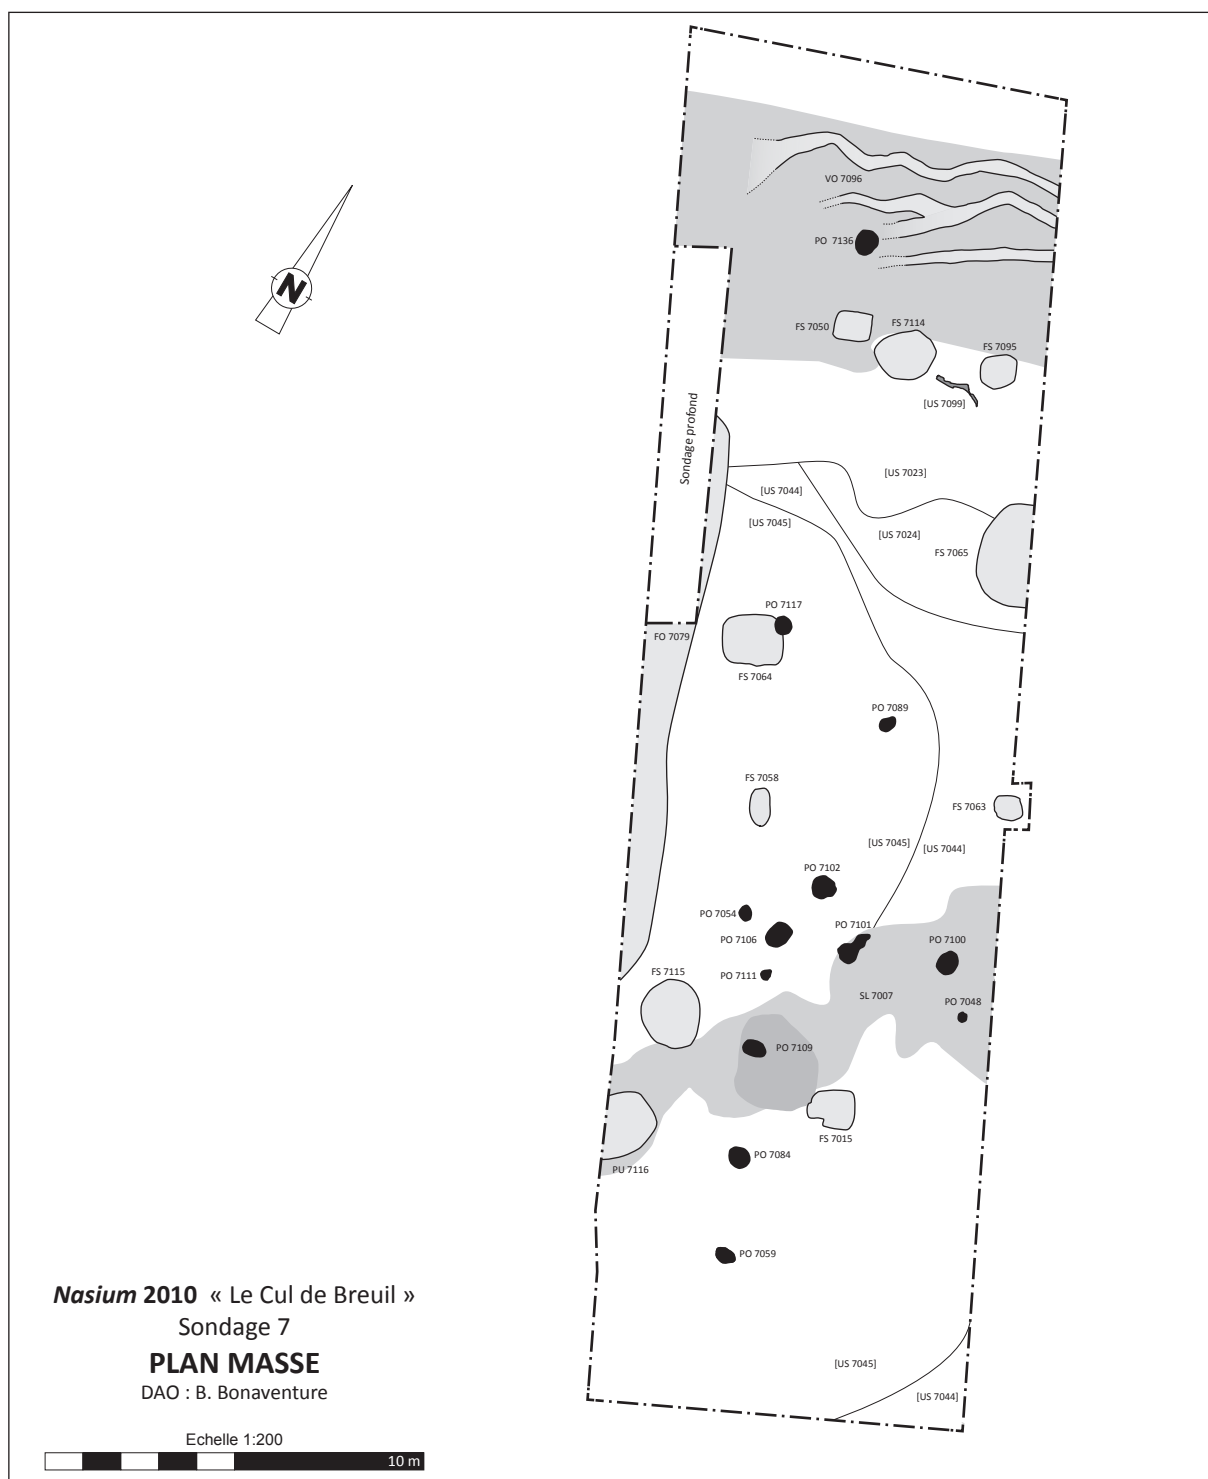 VO 7096
N
PO 7136
FS 7050
FS 7114
FS 7095
[US 7099]
Sondage profond
[US 7023]
[US 7044]
[US 7045]
[US 7024]
FS 7065
PO 7117
FO 7079
FS 7064
PO 7089
FS 7058
FS 7063
[US 7045]
[US 7044]
PO 7102
PO 7054
PO 7101
PO 7106
PO 7100
FS 7115
PO 7111
SL 7007
PO 7048
PO 7109
FS 7015
PO 7084
PU 7116
PO 7059
Nasium 2010 « Le Cul de Breuil »
Sondage 7
PLAN MASSE
DAO : B. Bonaventure
[US 7045]
[US 7044]
Echelle 1:200
10 m